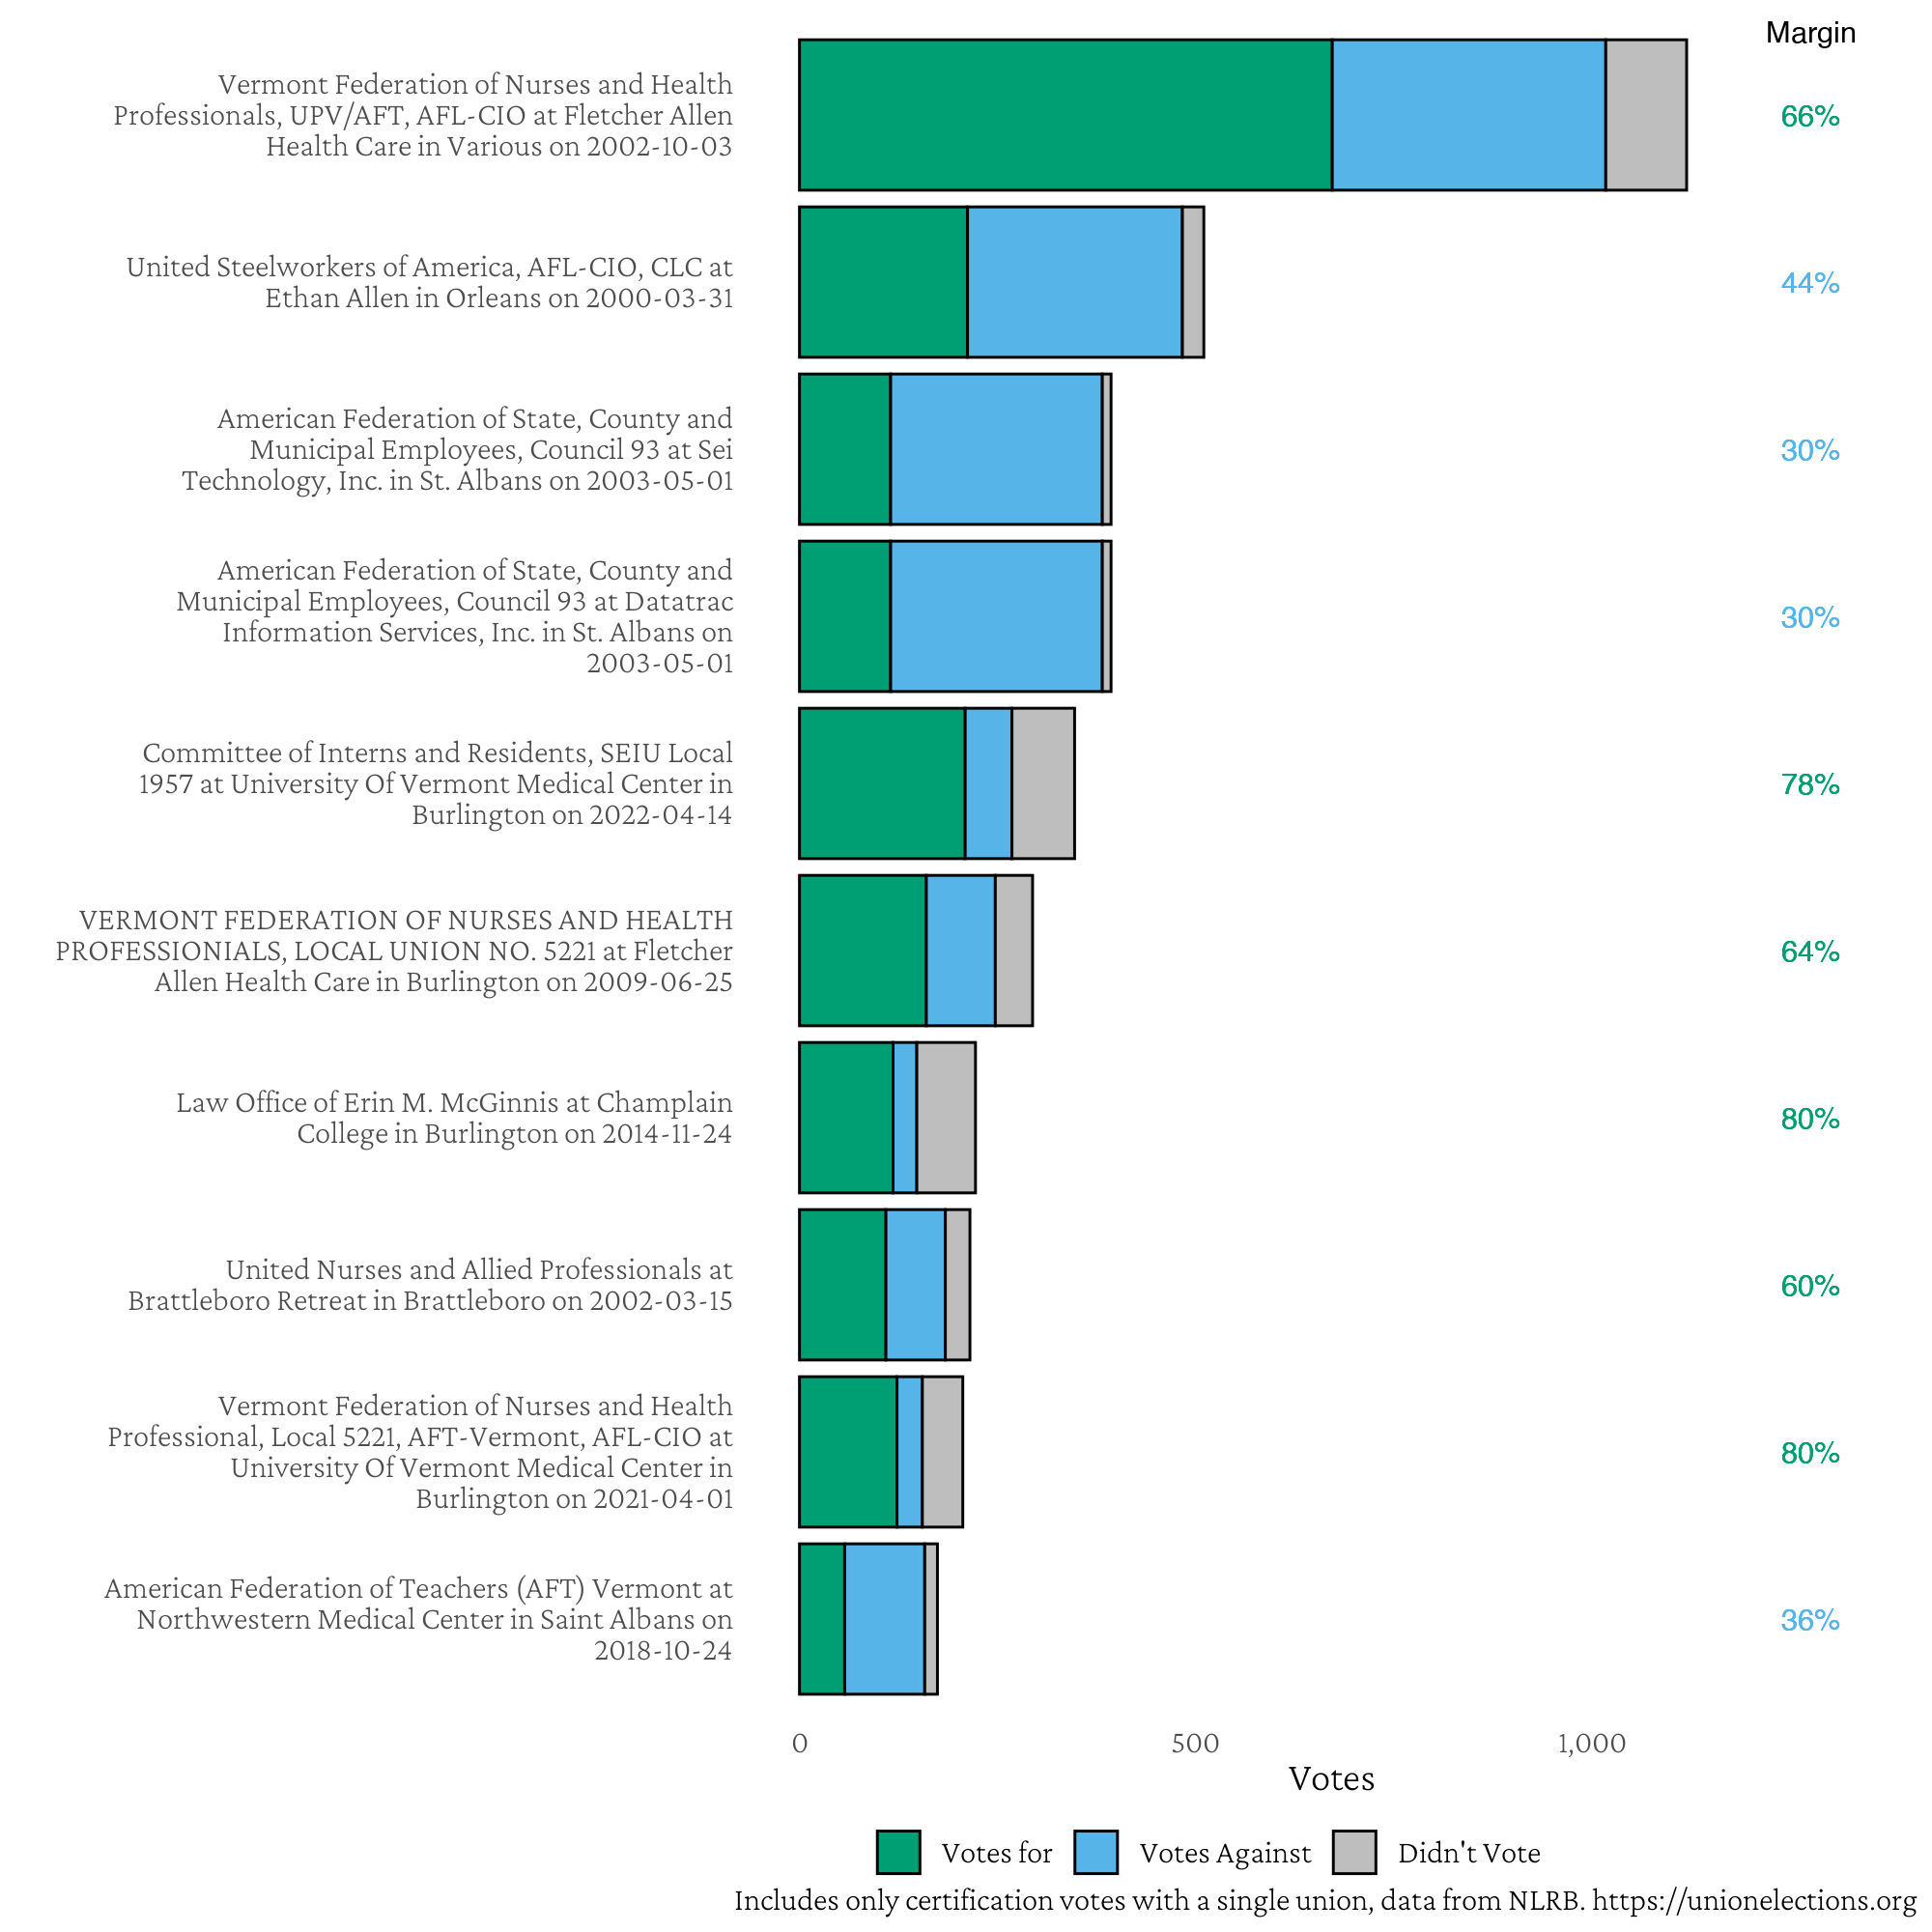 Margin
Vermont Federation of Nurses and Health
Professionals, UPV/AFT, AFL-CIO at Fletcher Allen
Health Care in Various on 2002-10-03
66%
United Steelworkers of America, AFL-CIO, CLC at
Ethan Allen in Orleans on 2000-03-31
44%
American Federation of State, County and
Municipal Employees, Council 93 at Sei
Technology, Inc. in St. Albans on 2003-05-01
30%
American Federation of State, County and
Municipal Employees, Council 93 at Datatrac
Information Services, Inc. in St. Albans on
2003-05-01
30%
Committee of Interns and Residents, SEIU Local
1957 at University Of Vermont Medical Center in
Burlington on 2022-04-14
78%
VERMONT FEDERATION OF NURSES AND HEALTH
PROFESSIONIALS, LOCAL UNION NO. 5221 at Fletcher
Allen Health Care in Burlington on 2009-06-25
64%
Law Office of Erin M. McGinnis at Champlain
College in Burlington on 2014-11-24
80%
United Nurses and Allied Professionals at
Brattleboro Retreat in Brattleboro on 2002-03-15
60%
Vermont Federation of Nurses and Health
Professional, Local 5221, AFT-Vermont, AFL-CIO at
University Of Vermont Medical Center in
Burlington on 2021-04-01
80%
American Federation of Teachers (AFT) Vermont at
Northwestern Medical Center in Saint Albans on
2018-10-24
36%
0 500 1,000
Votes
Votes for Votes Against Didn't Vote
Includes only certification votes with a single union, data from NLRB. https://unionelections.org